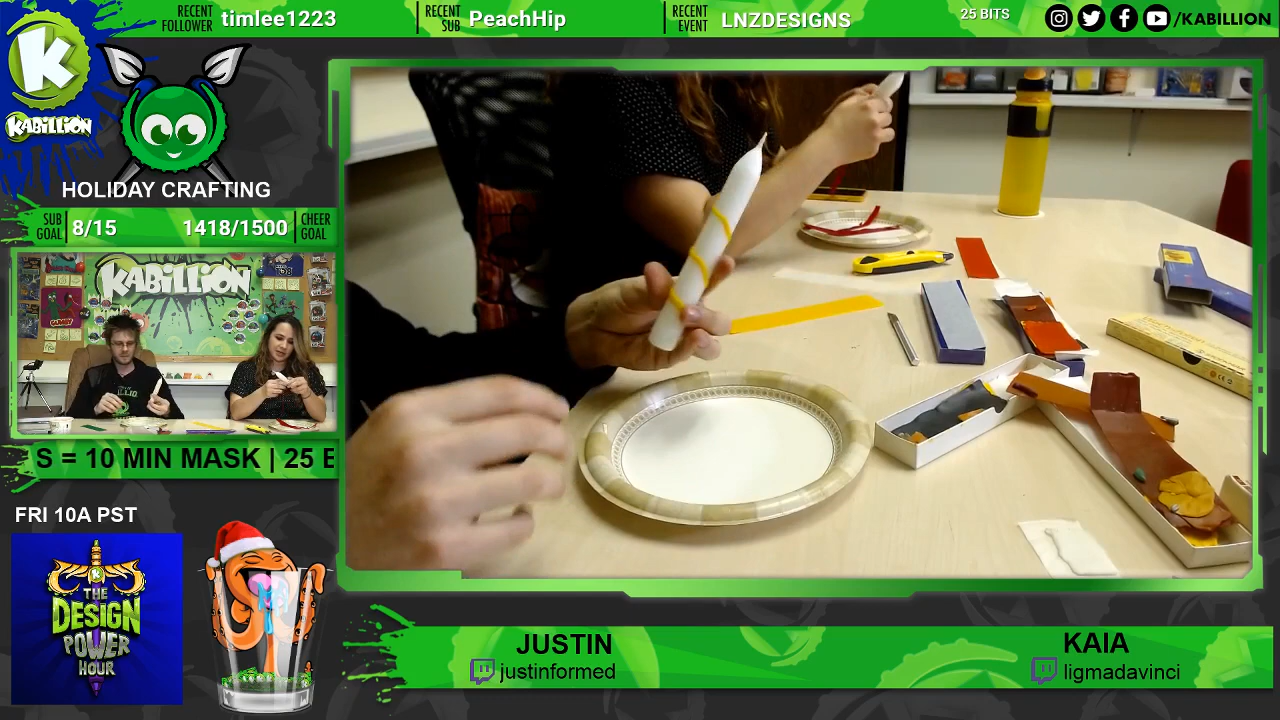 RECENT FOLLOWER timlee1223
RECENT SUB PeachHip
RECENT EVENT LNZDESIGNS
25 BITS
/KABILLION
K
KABILLION
HOLIDAY CRAFTING
SUB GOAL 8/15
1418/1500 CHEER GOAL
KABILLION
S = 10 MIN MASK | 25
FRI 10A PST
THE
DESIGN
POWER
HOUR
JUSTIN
justinformed
KAIA
ligmadavinci